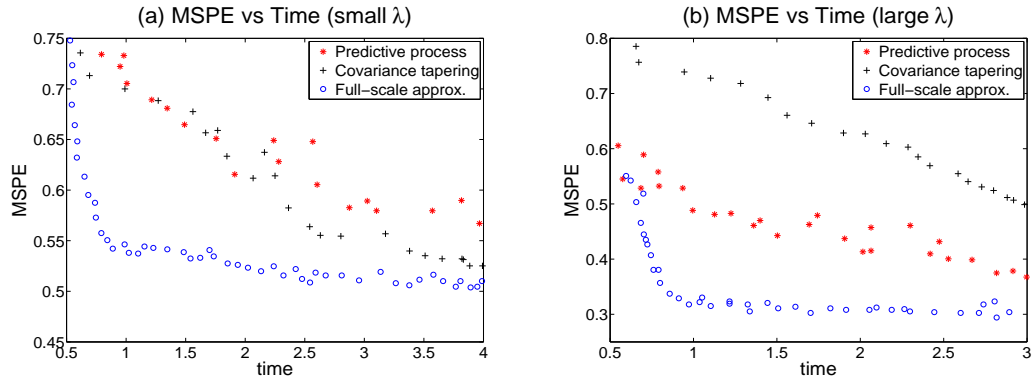 (a) MSPE vs Time (small λ)
0.75
0.7
0.65
0.6
0.55
0.5
0.45
MSPE
0.5 1 1.5 2 2.5 3 3.5 4
time
Predictive process
Covariance tapering
Full−scale approx.
(b) MSPE vs Time (large λ)
0.8
0.7
0.6
0.5
0.4
0.3
MSPE
0.5 1 1.5 2 2.5 3
time
Predictive process
Covariance tapering
Full−scale approx.